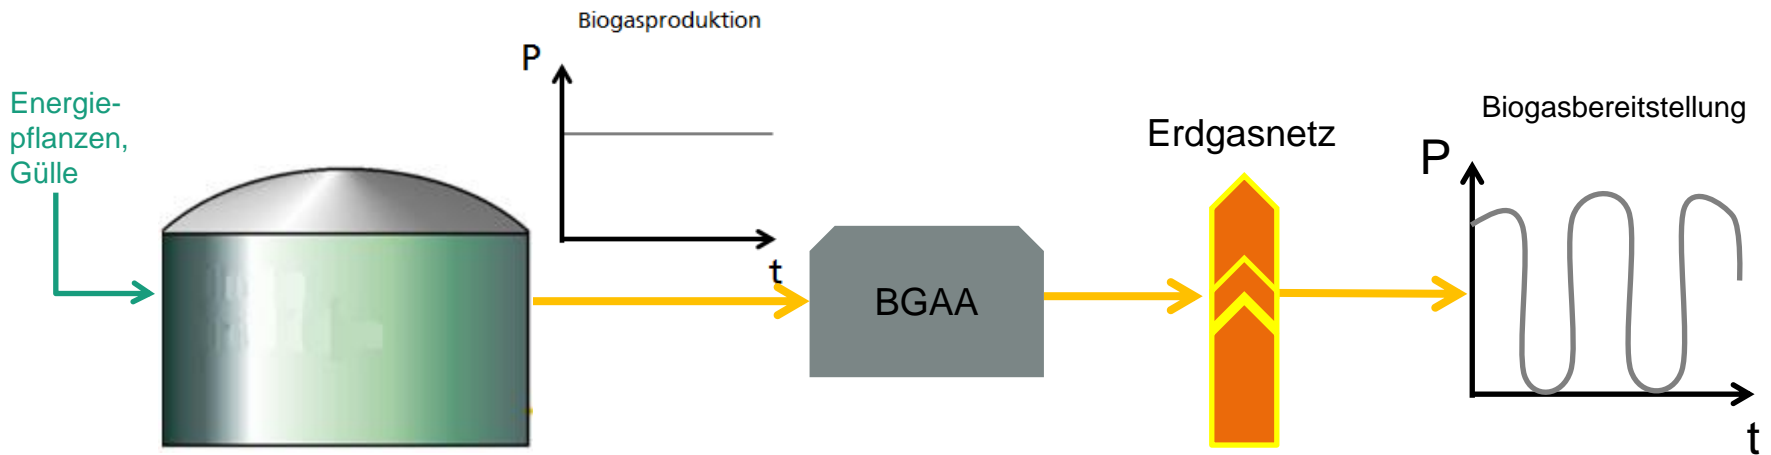 Biogasproduktion
P
t
Energie-
pflanzen,
Gülle
BGAA
Erdgasnetz
Biogasbereitstellung
P
t